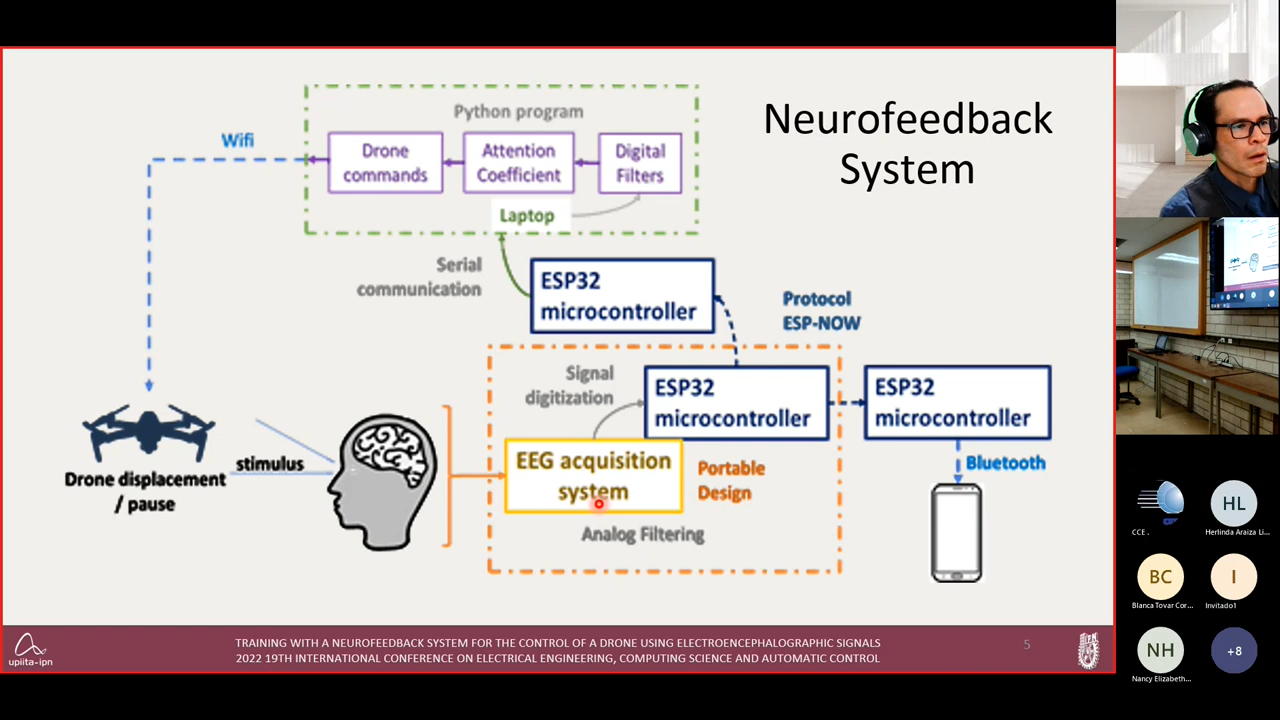 Neurofeedback
System
Python program
Wifi
Drone
commands
Attention
Coefficient
Digital
Filters
Laptop
Serial
communication
ESP32
microcontroller
Protocol
ESP-NOW
Signal
digitization
ESP32
microcontroller
ESP32
microcontroller
EEG acquisition
system
Portable
Design
Analog Filtering
Bluetooth
stimulus
Drone displacement
/ pause
upiita-ipn
TRAINING WITH A NEUROFEEDBACK SYSTEM FOR THE CONTROL OF A DRONE USING ELECTROENCEPHALOGRAPHIC SIGNALS
2022 19TH INTERNATIONAL CONFERENCE ON ELECTRICAL ENGINEERING, COMPUTING SCIENCE AND AUTOMATIC CONTROL
5
CCE .
HL
Herlinda Araiza Li...
BC
Blanca Tovar Cor...
I
Invitado1
NH
Nancy Elizabeth...
+8